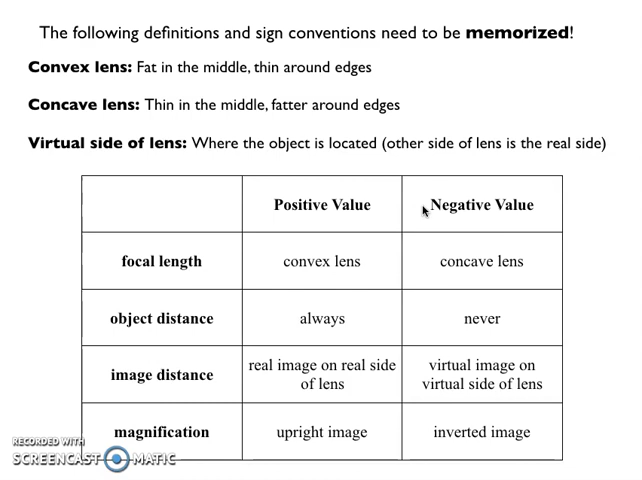 The following definitions and sign conventions need to be memorized!
Convex lens: Fat in the middle, thin around edges
Concave lens: Thin in the middle, fatter around edges
Virtual side of lens: Where the object is located (other side of lens is the real side)
Positive Value Negative Value
focal length convex lens concave lens
object distance always never
image distance real image on real side of lens virtual image on virtual side of lens
magnification upright image inverted image
RECORDED WITH
SCREENCAST MATIC